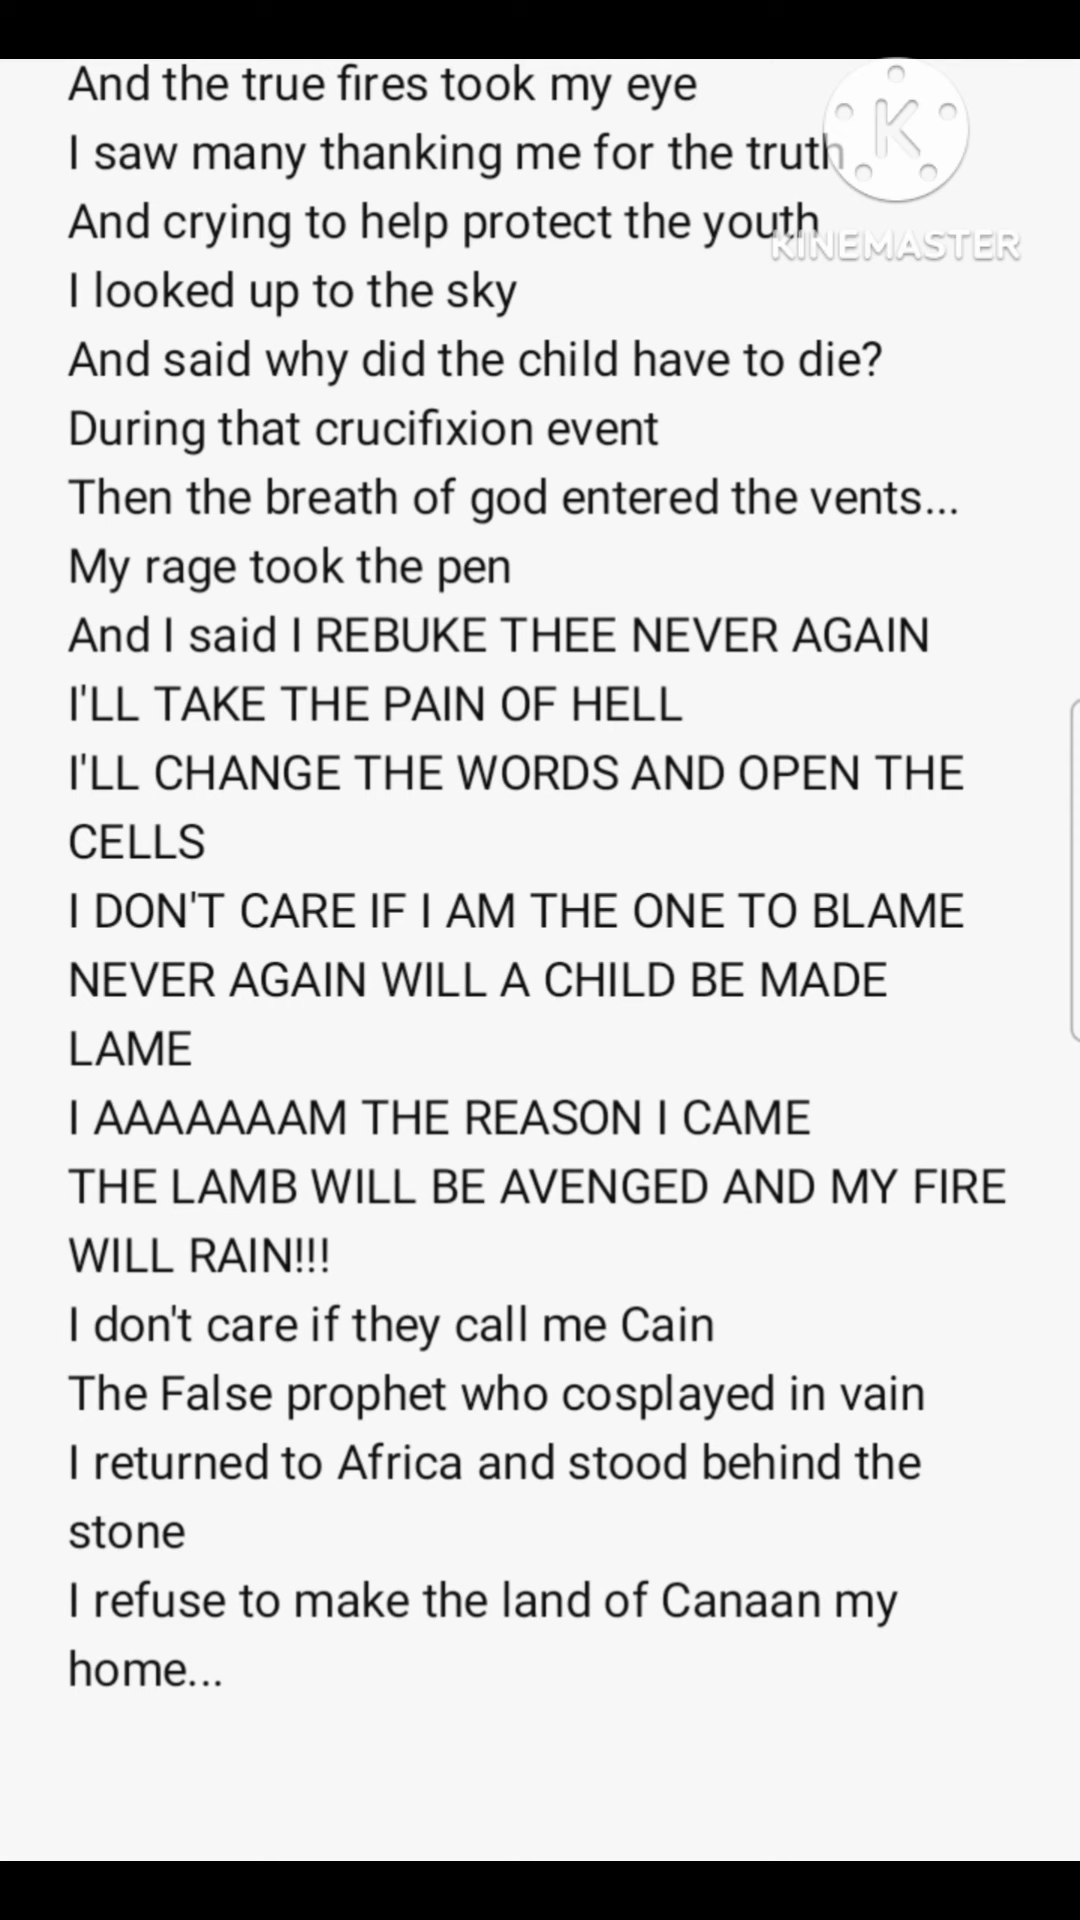 And the true fires took my eye
I saw many thanking me for the truth
And crying to help protect the youth
KINEMASTER
I looked up to the sky
And said why did the child have to die?
During that crucifixion event
Then the breath of god entered the vents...
My rage took the pen
And I said I REBUKE THEE NEVER AGAIN
I'LL TAKE THE PAIN OF HELL
I'LL CHANGE THE WORDS AND OPEN THE
CELLS
I DON'T CARE IF I AM THE ONE TO BLAME
NEVER AGAIN WILL A CHILD BE MADE
LAME
I AAAAAAAM THE REASON I CAME
THE LAMB WILL BE AVENGED AND MY FIRE
WILL RAIN!!!
I don't care if they call me Cain
The False prophet who cosplayed in vain
I returned to Africa and stood behind the
stone
I refuse to make the land of Canaan my
home...